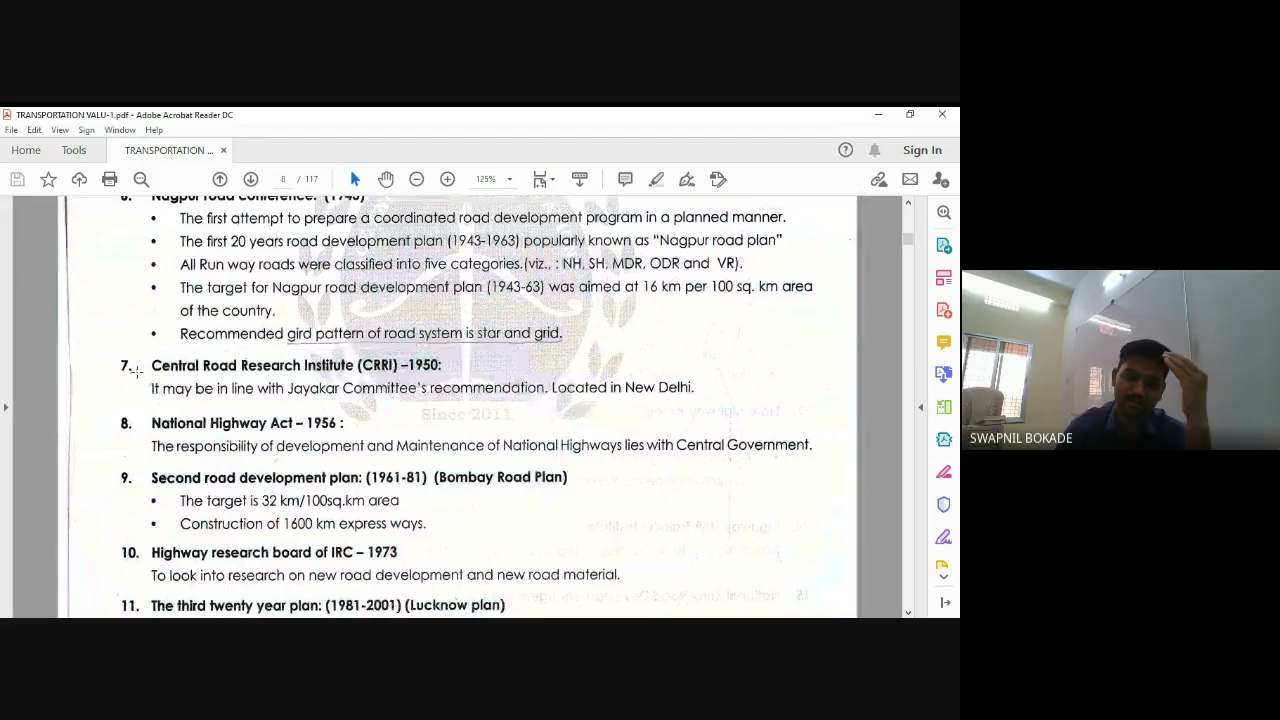 TRANSPORTATION VALU-1.pdf - Adobe Acrobat Reader DC
File Edit View Sign Window Help
Home Tools TRANSPORTATION ... × Sign In
8 / 117 125%
6. Nagpur road conference: (1943)
• The first attempt to prepare a coordinated road development program in a planned manner.
• The first 20 years road development plan (1943-1963) popularly known as "Nagpur road plan"
• All Run way roads were classified into five categories.(viz., : NH, SH, MDR, ODR and VR).
• The target for Nagpur road development plan (1943-63) was aimed at 16 km per 100 sq. km area
of the country.
• Recommended gird pattern of road system is star and grid.
7. Central Road Research Institute (CRRI) –1950:
It may be in line with Jayakar Committee's recommendation. Located in New Delhi.
Since 2011
8. National Highway Act – 1956 :
The responsibility of development and Maintenance of National Highways lies with Central Government.
9. Second road development plan: (1961-81) (Bombay Road Plan)
• The target is 32 km/100sq.km area
• Construction of 1600 km express ways.
10. Highway research board of IRC – 1973
To look into research on new road development and new road material.
11. The third twenty year plan: (1981-2001) (Lucknow plan)
SWAPNIL BOKADE